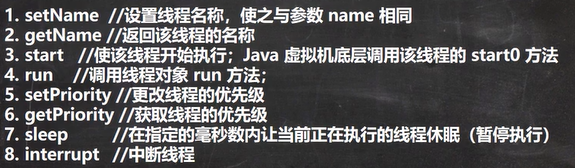 1. setName //设置线程名称，使之与参数 name 相同
2. getName //返回该线程的名称
3. start //使该线程开始执行；Java 虚拟机底层调用该线程的 start0 方法
4. run //调用线程对象 run 方法；
5. setPriority //更改线程的优先级
6. getPriority //获取线程的优先级
7. sleep //在指定的毫秒数内让当前正在执行的线程休眠（暂停执行）
8. interrupt //中断线程